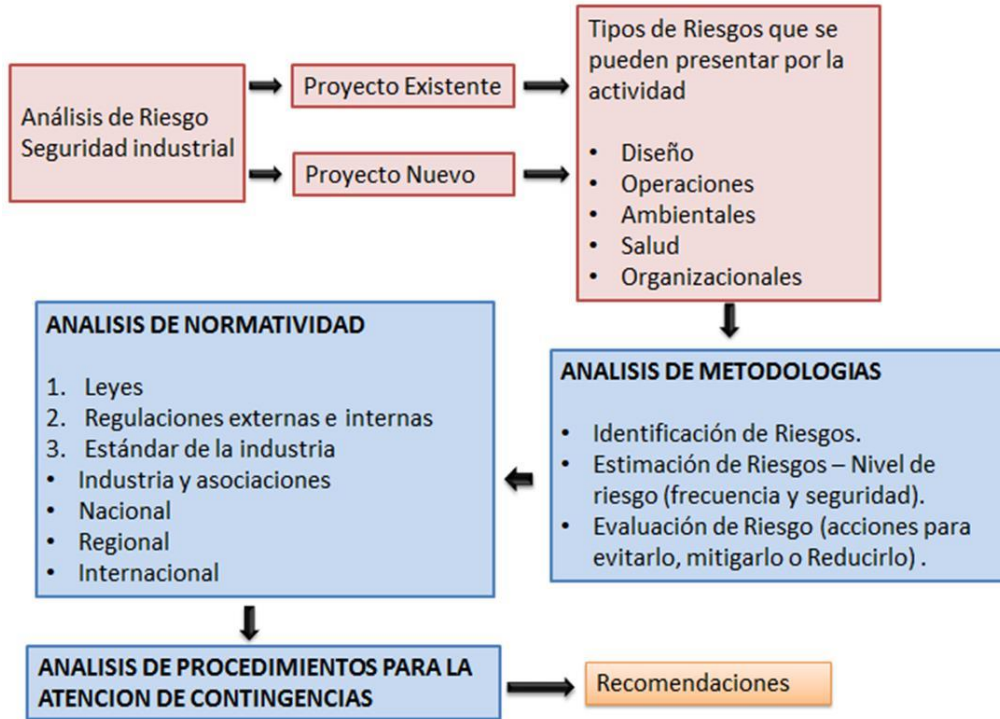 Análisis de Riesgo
Seguridad industrial
Proyecto Existente
Proyecto Nuevo
Tipos de Riesgos que se
pueden presentar por la
actividad
• Diseño
• Operaciones
• Ambientales
• Salud
• Organizacionales
ANALISIS DE METODOLOGIAS
• Identificación de Riesgos.
• Estimación de Riesgos – Nivel de
riesgo (frecuencia y seguridad).
• Evaluación de Riesgo (acciones para
evitarlo, mitigarlo o Reducirlo) .
ANALISIS DE NORMATIVIDAD
1. Leyes
2. Regulaciones externas e internas
3. Estándar de la industria
• Industria y asociaciones
• Nacional
• Regional
• Internacional
ANALISIS DE PROCEDIMIENTOS PARA LA
ATENCION DE CONTINGENCIAS
Recomendaciones